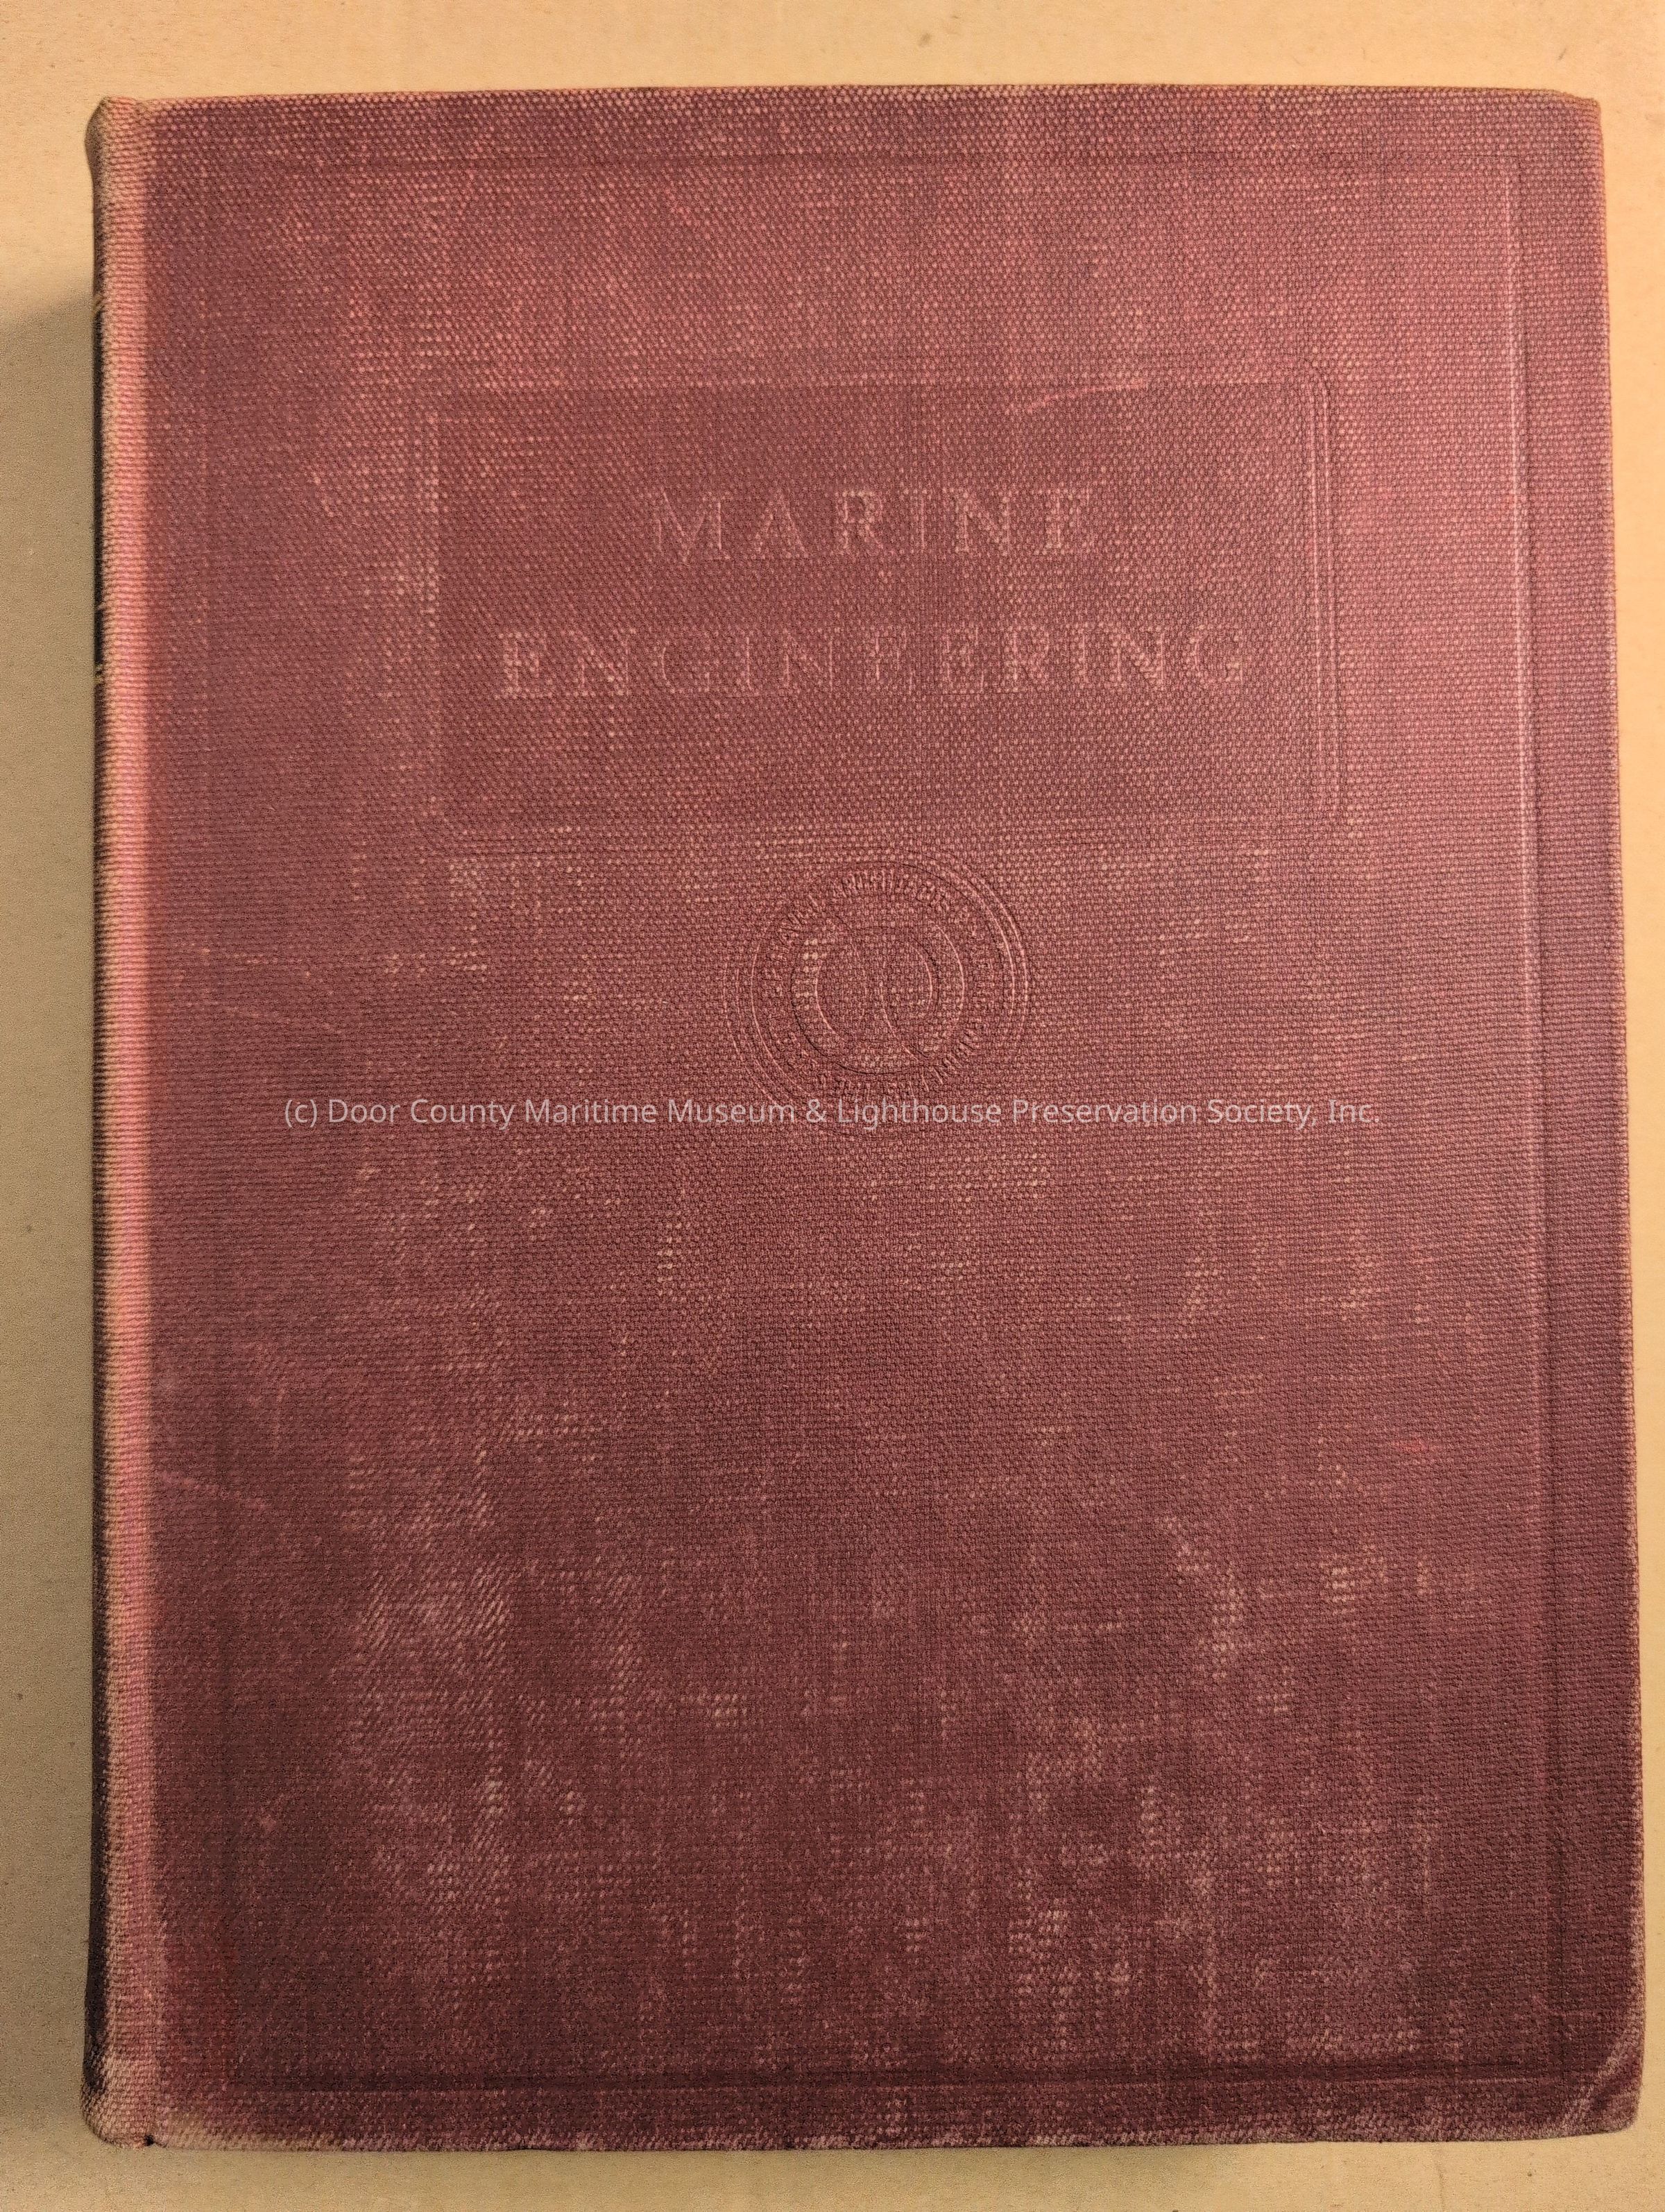 MARINE
ENGINEERING
(c) Door County Maritime Museum & Lighthouse Preservation Society, Inc.